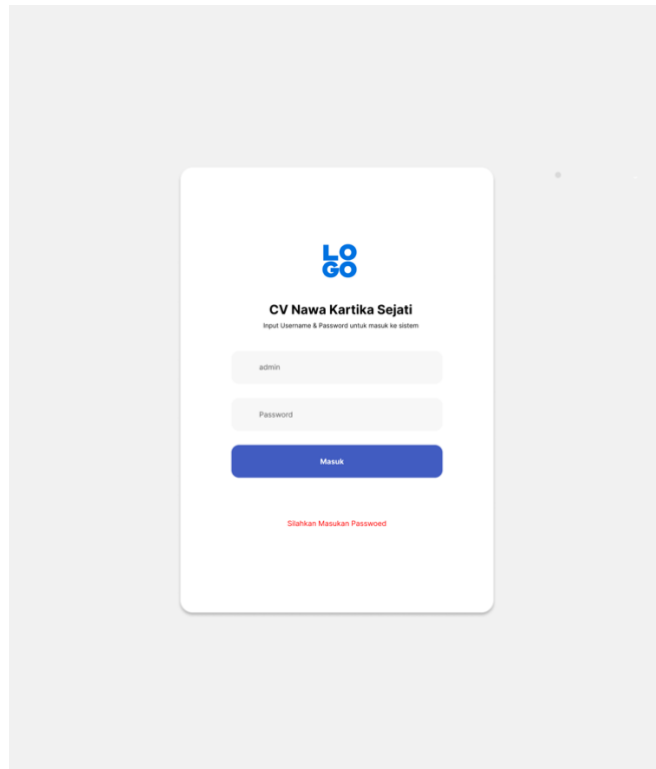 LO
GO
CV Nawa Kartika Sejati
Input Username & Password untuk masuk ke sistem
admin
Password
Masuk
Silahkan Masukan Passwoed